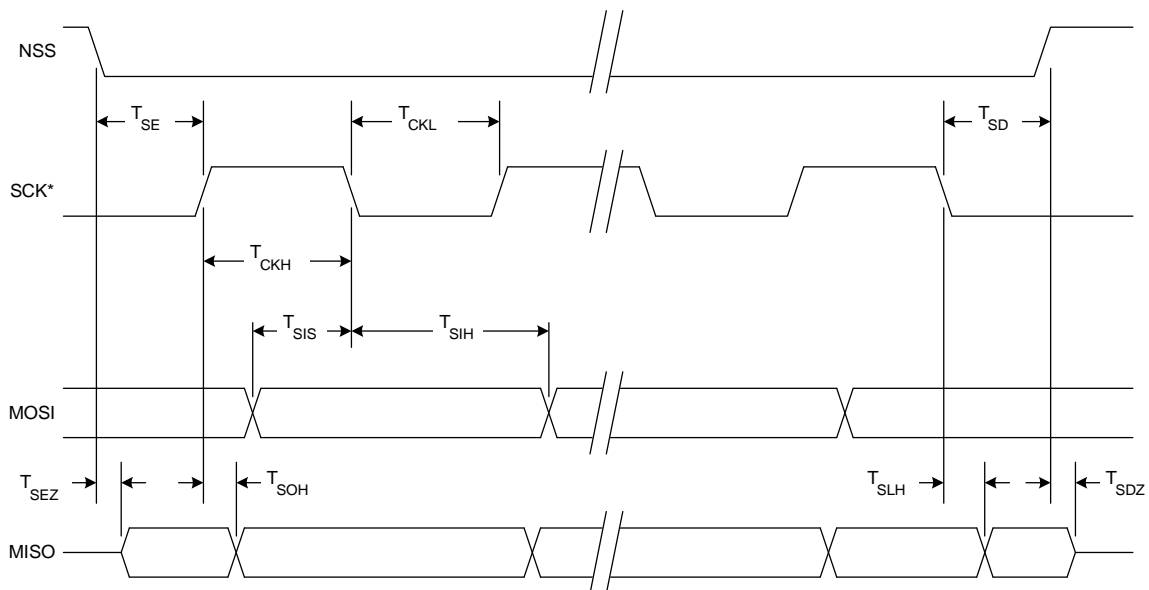 NSS
T_SE
T_CKL
T_SD
SCK*
T_CKH
T_SIS
T_SIH
MOSI
T_SEZ
T_SOH
T_SLH
T_SDZ
MISO